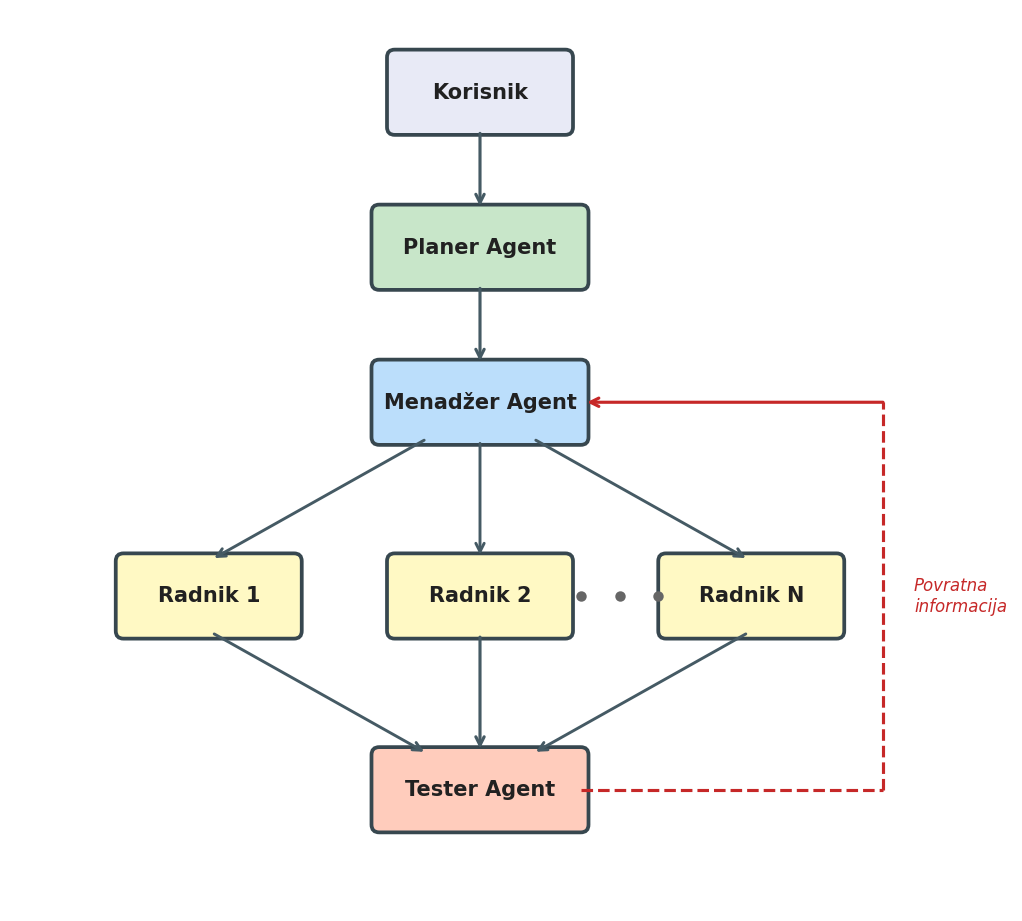 Korisnik
Planer Agent
Menadžer Agent
Radnik 1
Radnik 2
Radnik N
Povratna
informacija
Tester Agent